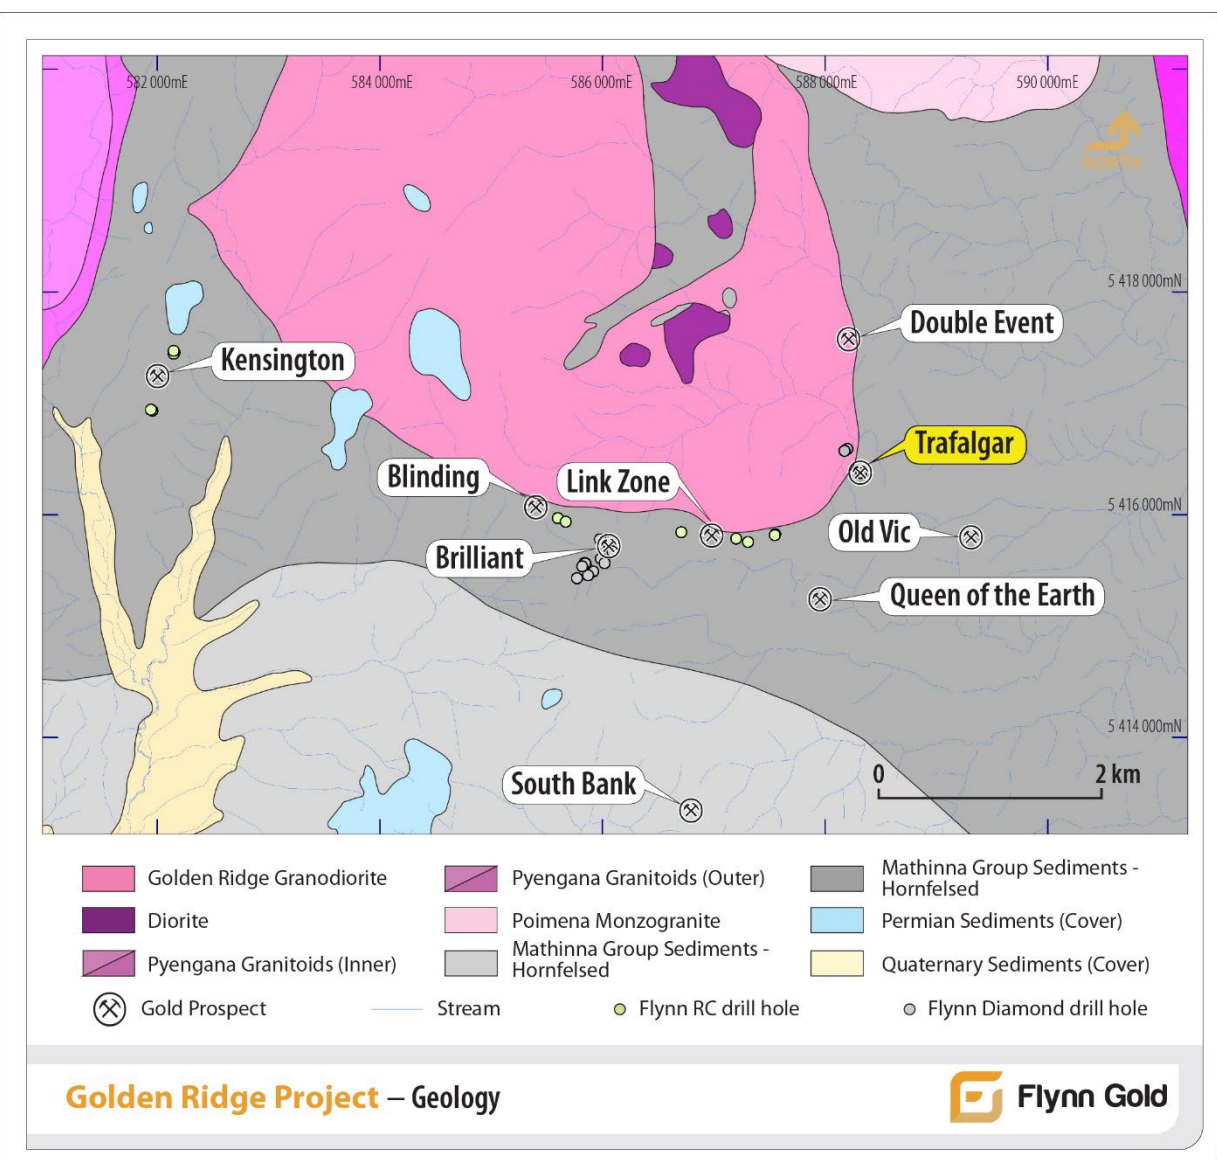 582 000mE
584 000mE
586 000mE
588 000mE
590 000mE
NORTH
5 418 000mN
Double Event
Kensington
Trafalgar
Blinding
Link Zone
5 416 000mN
Old Vic
Brilliant
Queen of the Earth
5 414 000mN
South Bank
0 2 km
Golden Ridge Granodiorite
Pyengana Granitoids (Outer)
Mathinna Group Sediments -
Hornfelsed
Diorite
Poimena Monzogranite
Permian Sediments (Cover)
Pyengana Granitoids (Inner)
Mathinna Group Sediments -
Hornfelsed
Quaternary Sediments (Cover)
Gold Prospect
Stream
Flynn RC drill hole
Flynn Diamond drill hole
Golden Ridge Project – Geology
Flynn Gold